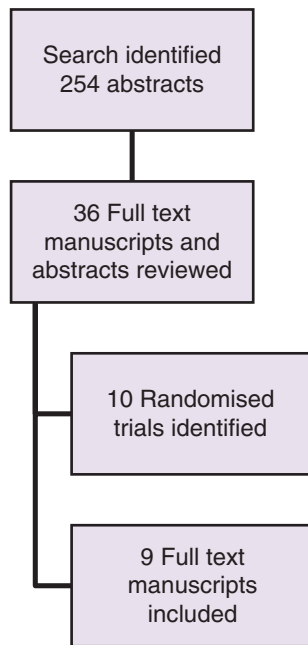 Search identified
254 abstracts
36 Full text
manuscripts and
abstracts reviewed
10 Randomised
trials identified
9 Full text
manuscripts
included